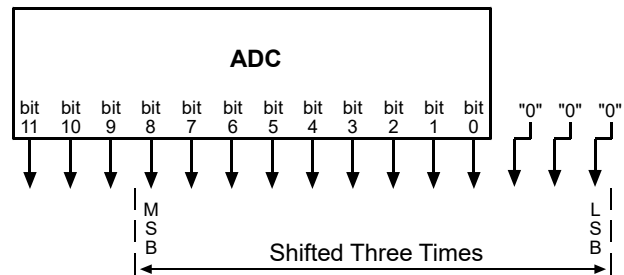 ADC
bit bit bit bit bit bit bit bit bit bit bit bit "0" "0" "0"
11 10 9 8 7 6 5 4 3 2 1 0
M L
S S
B B
Shifted Three Times